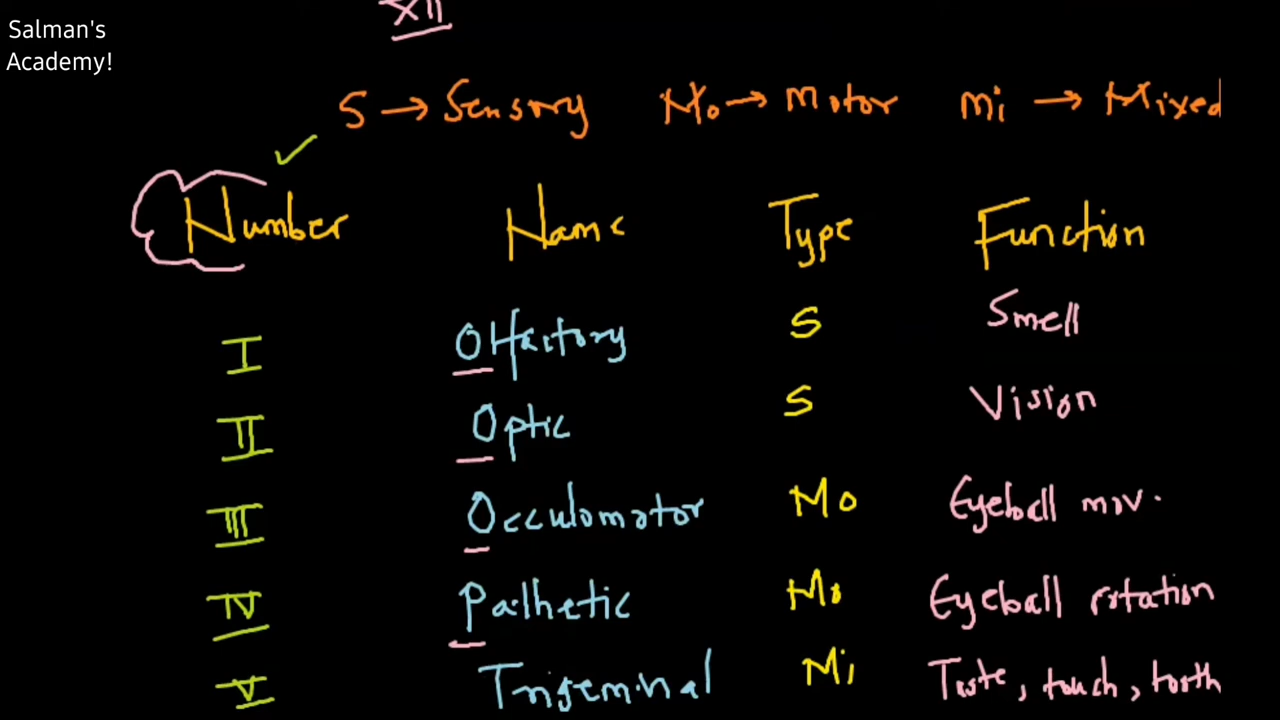 Salman's
Academy!
XII
S → Sensory Mo → Motor Mi → Mixed
Number Name Type Function
I Olfactory S Smell
II Optic S Vision
III Occulomotor Mo Eyeball mov.
IV Pathetic Mo Eyeball rotation
V Trigeminal Mi Taste, touch, tooth